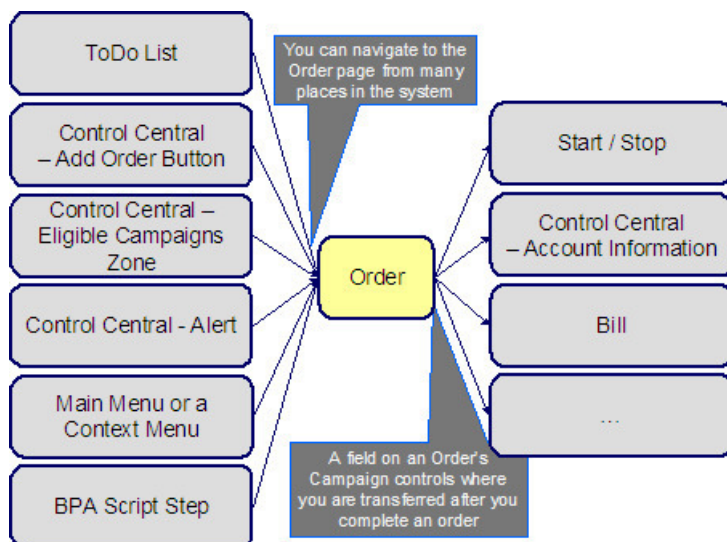 ToDo List
You can navigate to the
Order page from many
places in the system
Control Central
– Add Order Button
Start / Stop
Control Central –
Eligible Campaigns
Zone
Control Central
– Account Information
Order
Control Central - Alert
Bill
Main Menu or a
Context Menu
...
A field on an Order's
Campaign controls where
you are transferred after you
complete an order
BPA Script Step